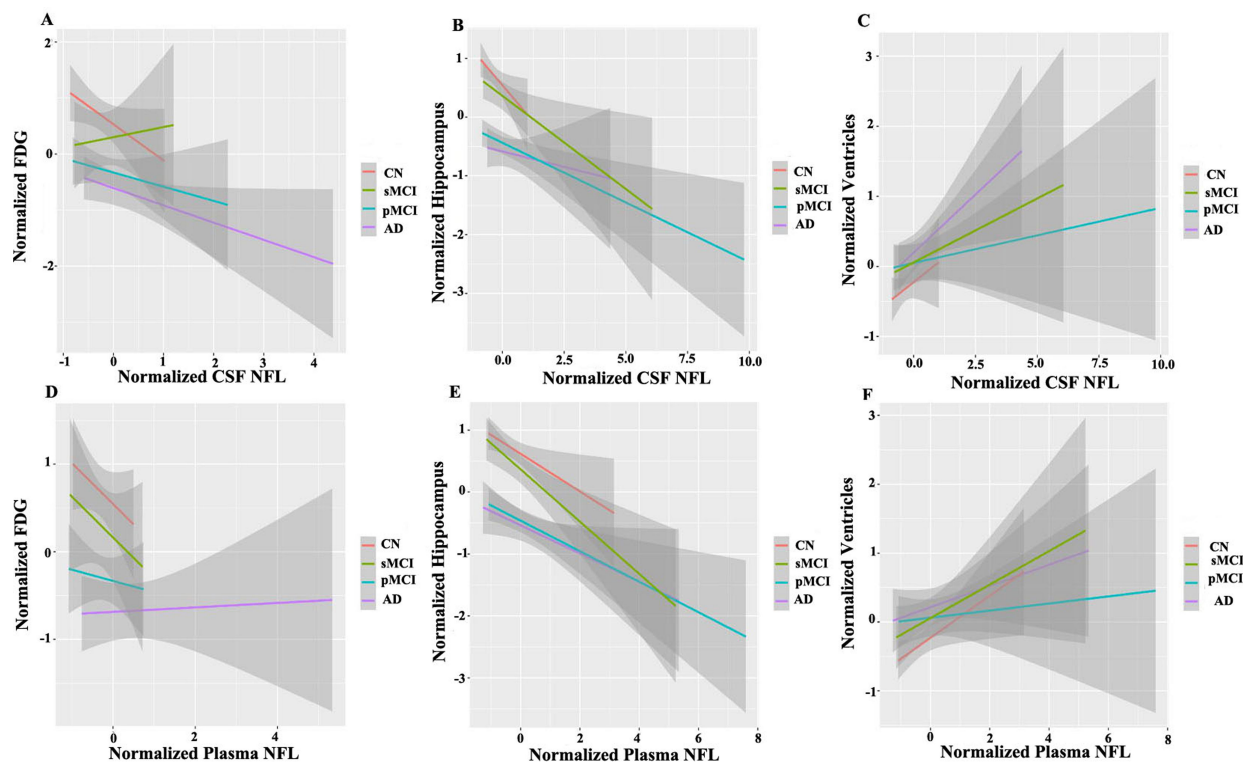 A
Normalized FDG
2
0
-2
-1
0
1
2
3
4
Normalized CSF NFL
CN
sMCI
pMCI
AD
B
Normalized Hippocampus
1
0
-1
-2
-3
0.0
2.5
5.0
7.5
10.0
Normalized CSF NFL
CN
sMCI
pMCI
AD
C
Normalized Ventricles
3
2
1
0
-1
0.0
2.5
5.0
7.5
10.0
Normalized CSF NFL
CN
sMCI
pMCI
AD
D
Normalized FDG
1
0
-1
0
2
4
Normalized Plasma NFL
CN
sMCI
pMCI
AD
E
Normalized Hippocampus
1
0
-1
-2
-3
0
2
4
6
8
Normalized Plasma NFL
CN
sMCI
pMCI
AD
F
Normalized Ventricles
3
2
1
0
-1
0
2
4
6
8
Normalized Plasma NFL
CN
sMCI
pMCI
AD